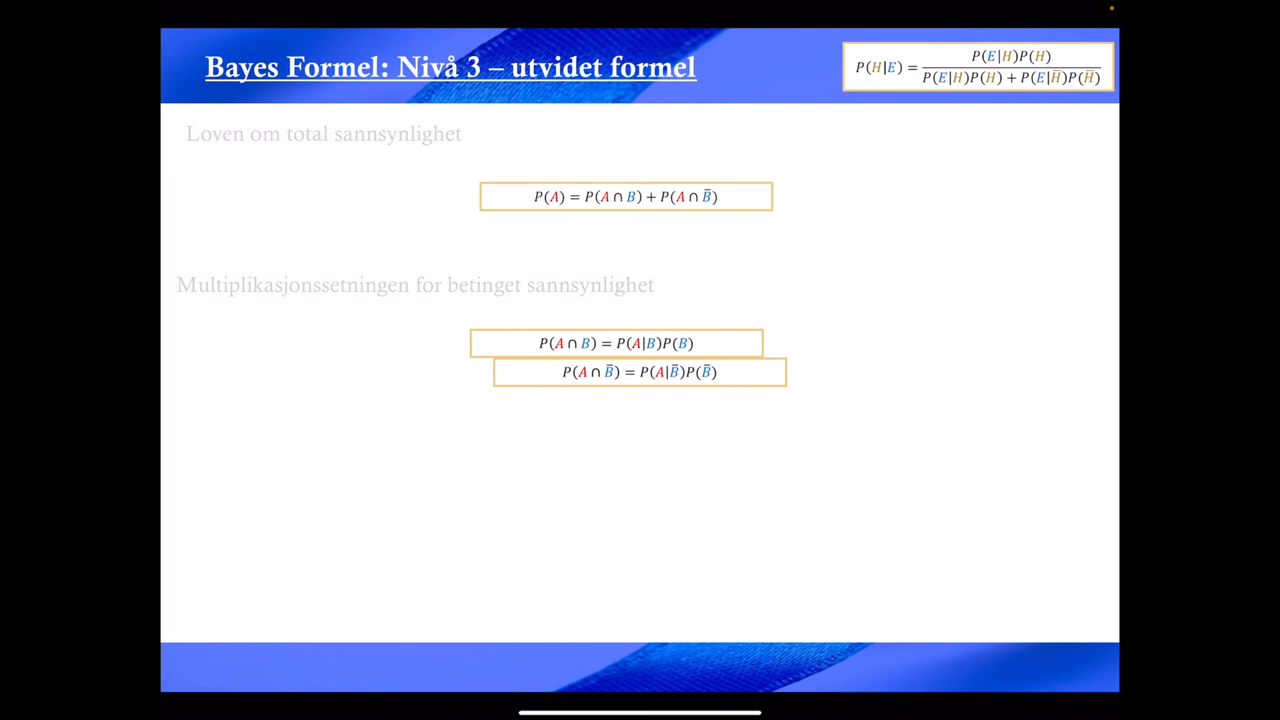 Bayes Formel: Nivå 3 – utvidet formel
P(H|E) = P(E|H)P(H) / P(E|H)P(H) + P(E|H̅)P(H̅)
Loven om total sannsynlighet
P(A) = P(A ∩ B) + P(A ∩ B̅)
Multiplikasjonssetningen for betinget sannsynlighet
P(A ∩ B) = P(A|B)P(B)
P(A ∩ B̅) = P(A|B̅)P(B̅)